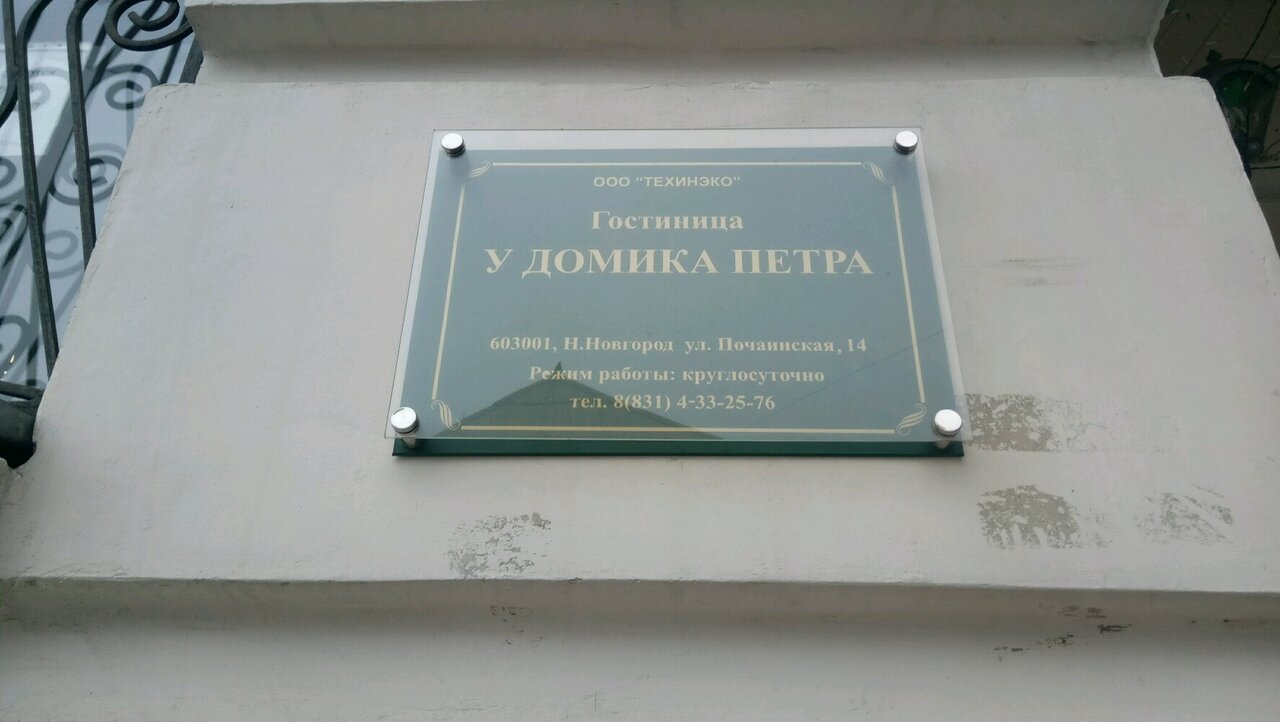 ООО "ТЕХИНЭКО"
Гостиница
У ДОМИКА ПЕТРА
603001, Н.Новгород ул. Почаинская, 14
Режим работы: круглосуточно
тел. 8(831) 4-33-25-76